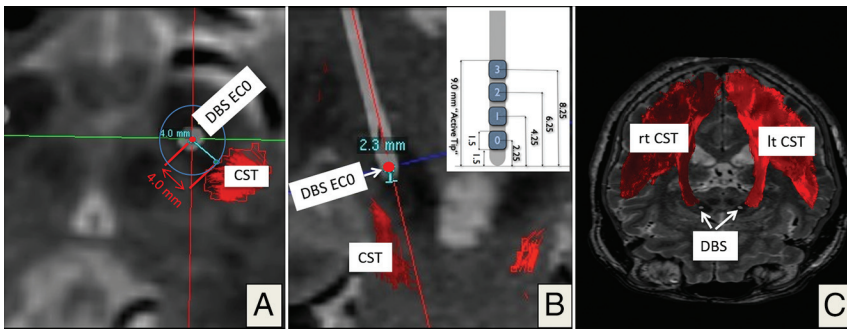 DBS EC0
4.0 mm
4.0 mm
CST
A
2.3 mm
DBS EC0
CST
9.0 mm "Active Tip"
3
2
1
0
1.5
1.5
2.25
4.25
6.25
8.25
B
rt CST
lt CST
DBS
C